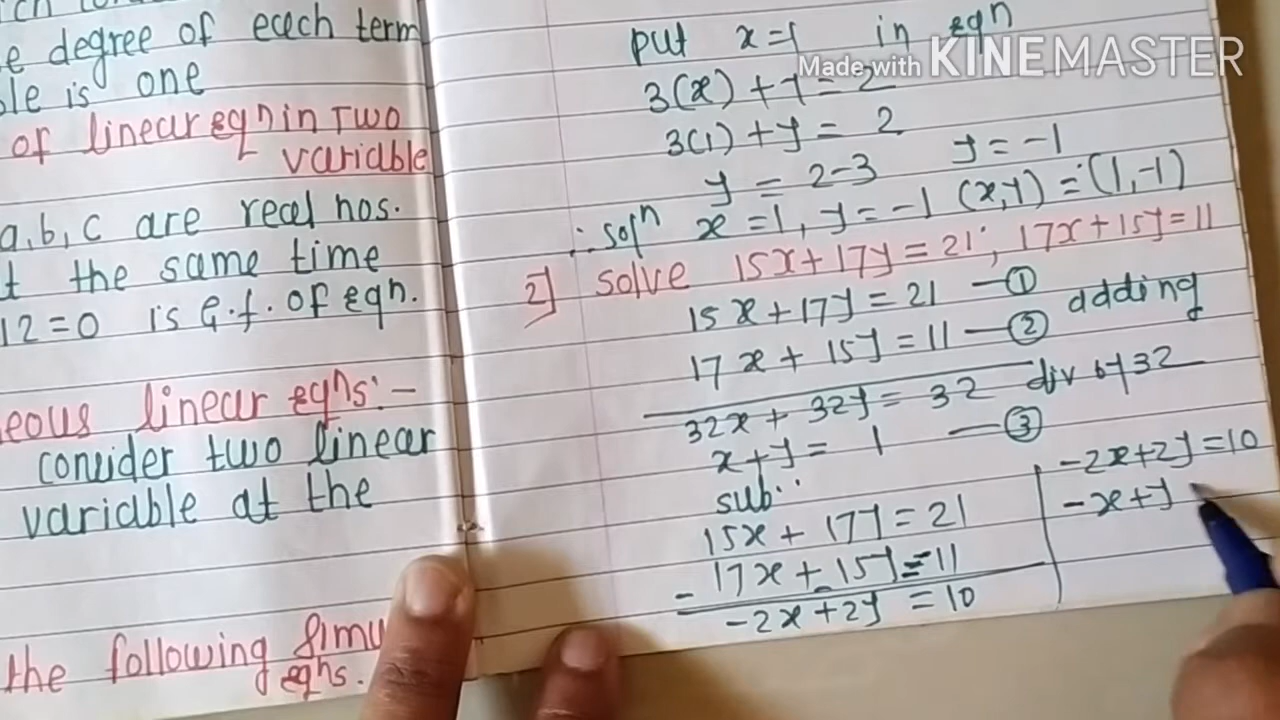 e degree of each term
ble is one
of linear eqn in Two
variable
a, b, c are real nos.
t the same time
12 = 0 is G.f. of eqn.
eous linear eqns :-
consider two linear
variable at the
the following simu
eqns.
put x = 1 in eqn
Made with KINEMASTER
3(x) + y = 2
3(1) + y = 2
y = 2 - 3 y = -1
∴ soln x = 1, y = -1 (x, y) = (1, -1)
2] solve 15x + 17y = 21 ; 17x + 15y = 11
15x + 17y = 21 — ①
17x + 15y = 11 — ② adding
32x + 32y = 32 div by 32
x + y = 1 — ③
sub..
15x + 17y = 21
- 17x + 15y = 11
-2x + 2y = 10
-2x + 2y = 10
-x + y